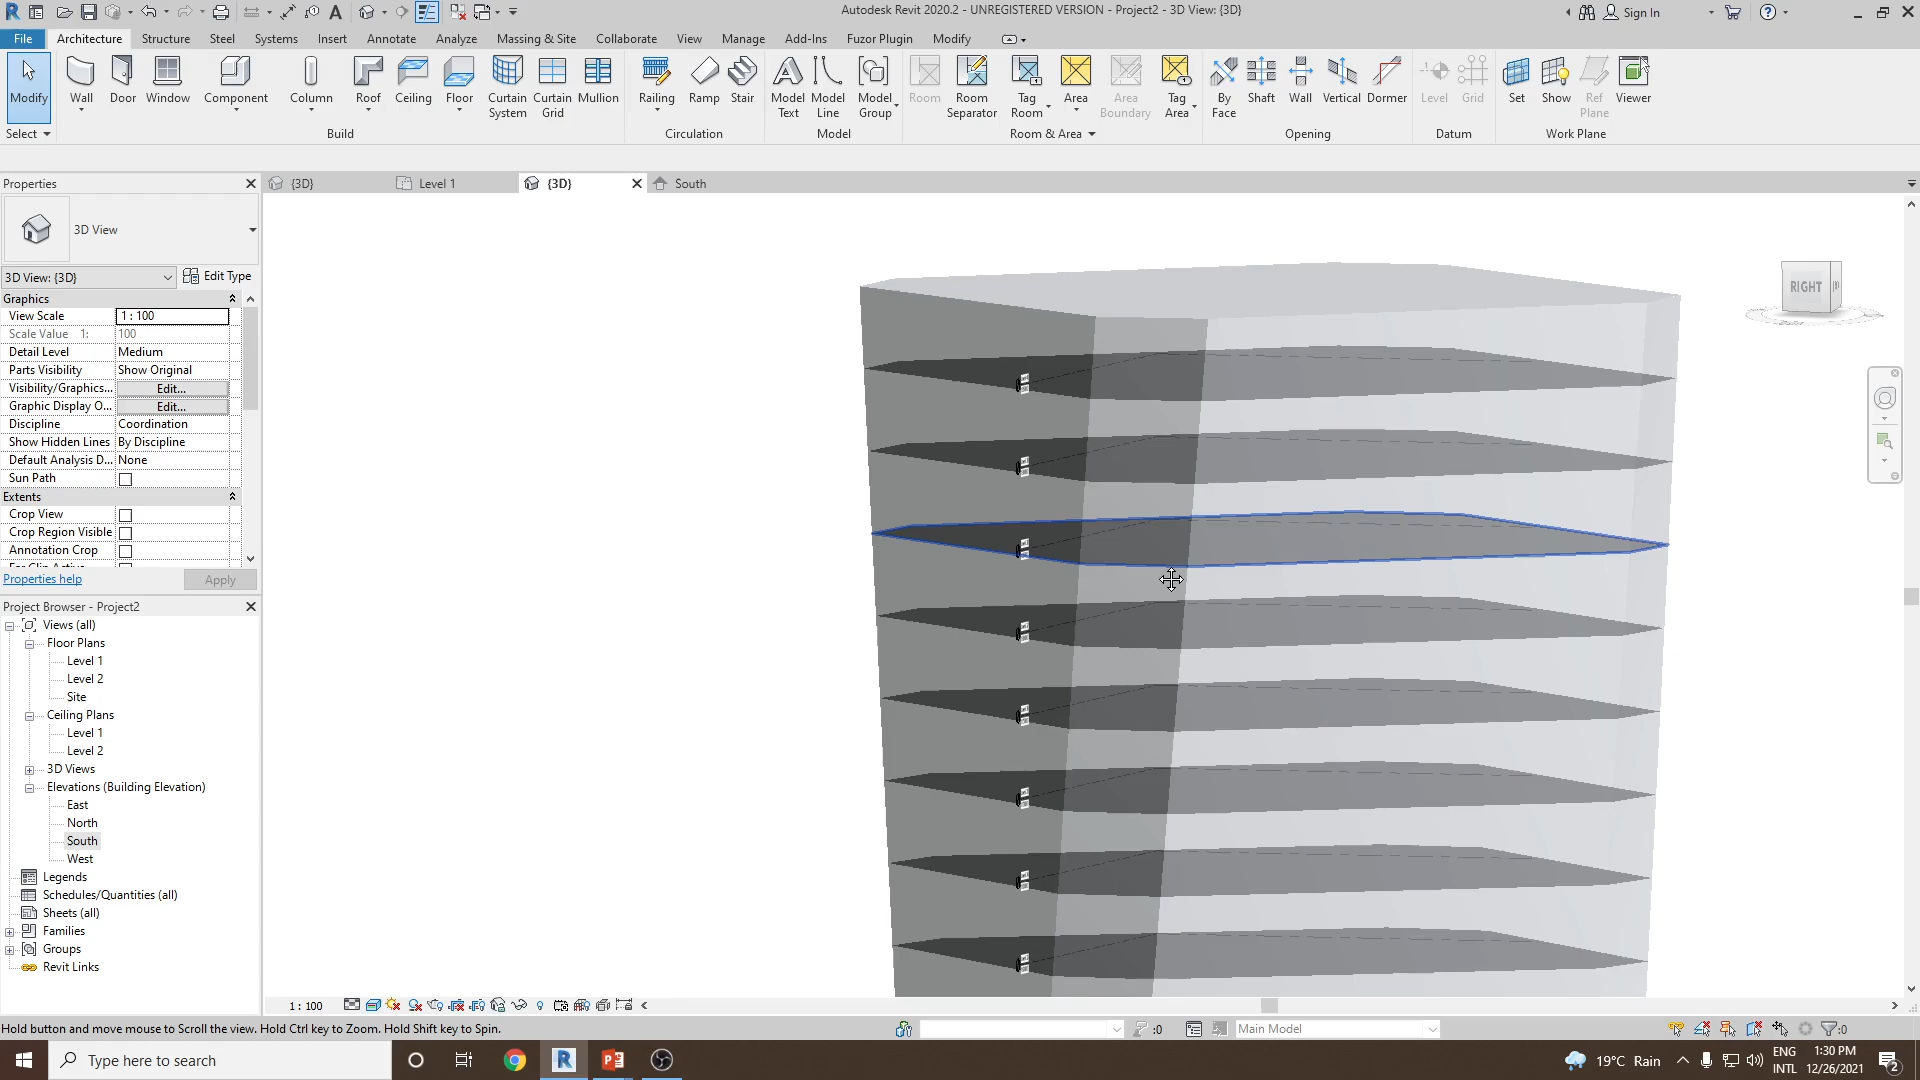 Autodesk Revit 2020.2 - UNREGISTERED VERSION - Project2 - 3D View: {3D}
Sign In
File Architecture Structure Steel Systems Insert Annotate Analyze Massing & Site Collaborate View Manage Add-Ins Fuzor Plugin Modify
Modify Wall Door Window Component Column Roof Ceiling Floor Curtain System Curtain Grid Mullion Railing Ramp Stair Model Text Model Line Model Group Room Room Separator Tag Room Area Area Boundary Tag Area By Face Shaft Wall Vertical Dormer Level Grid Set Show Ref Plane Viewer
Select Build Circulation Model Room & Area Opening Datum Work Plane
Properties
{3D} Level 1 {3D} South
3D View
3D View: {3D} Edit Type
Graphics
View Scale 1 : 100
Scale Value 1: 100
Detail Level Medium
Parts Visibility Show Original
Visibility/Graphics... Edit...
Graphic Display O... Edit...
Discipline Coordination
Show Hidden Lines By Discipline
Default Analysis D... None
Sun Path
Extents
Crop View
Crop Region Visible
Annotation Crop
Properties help Apply
RIGHT
Project Browser - Project2
Views (all)
Floor Plans
Level 1
Level 2
Site
Ceiling Plans
Level 1
Level 2
3D Views
Elevations (Building Elevation)
East
North
South
West
Legends
Schedules/Quantities (all)
Sheets (all)
Families
Groups
Revit Links
1 : 100
Hold button and move mouse to Scroll the view. Hold Ctrl key to Zoom. Hold Shift key to Spin.
:0
Main Model
:0
Type here to search
19°C Rain
ENG
INTL
1:30 PM
12/26/2021
2